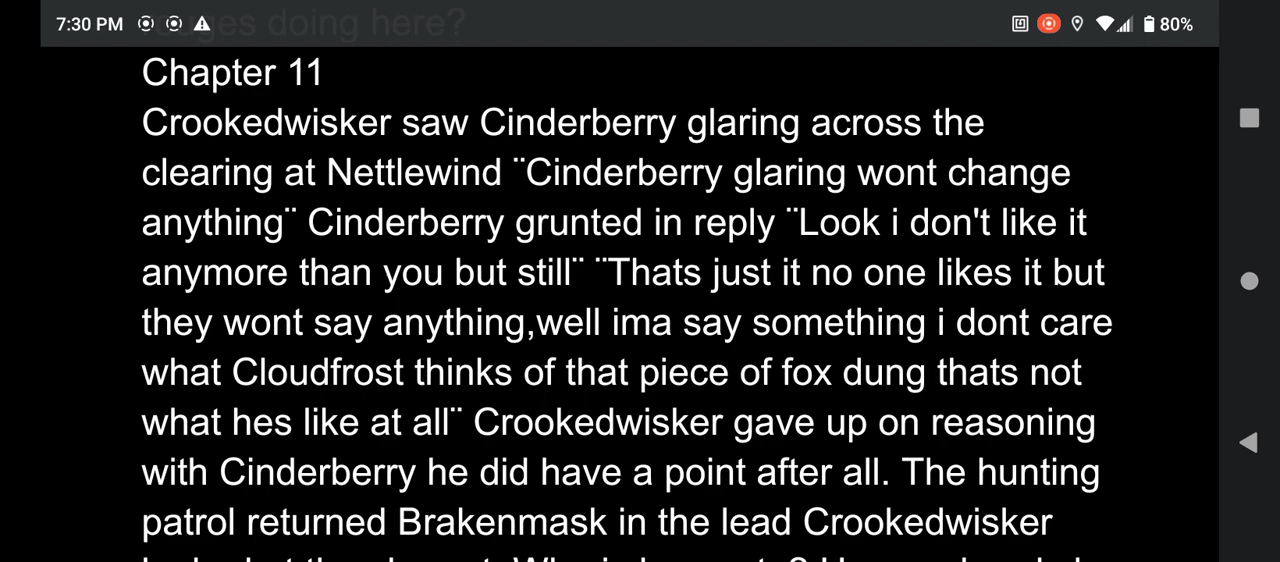 rouges doing here?
7:30 PM 80%
Chapter 11
Crookedwisker saw Cinderberry glaring across the
clearing at Nettlewind ¨Cinderberry glaring wont change
anything¨ Cinderberry grunted in reply ¨Look i don't like it
anymore than you but still¨ ¨Thats just it no one likes it but
they wont say anything,well ima say something i dont care
what Cloudfrost thinks of that piece of fox dung thats not
what hes like at all¨ Crookedwisker gave up on reasoning
with Cinderberry he did have a point after all. The hunting
patrol returned Brakenmask in the lead Crookedwisker